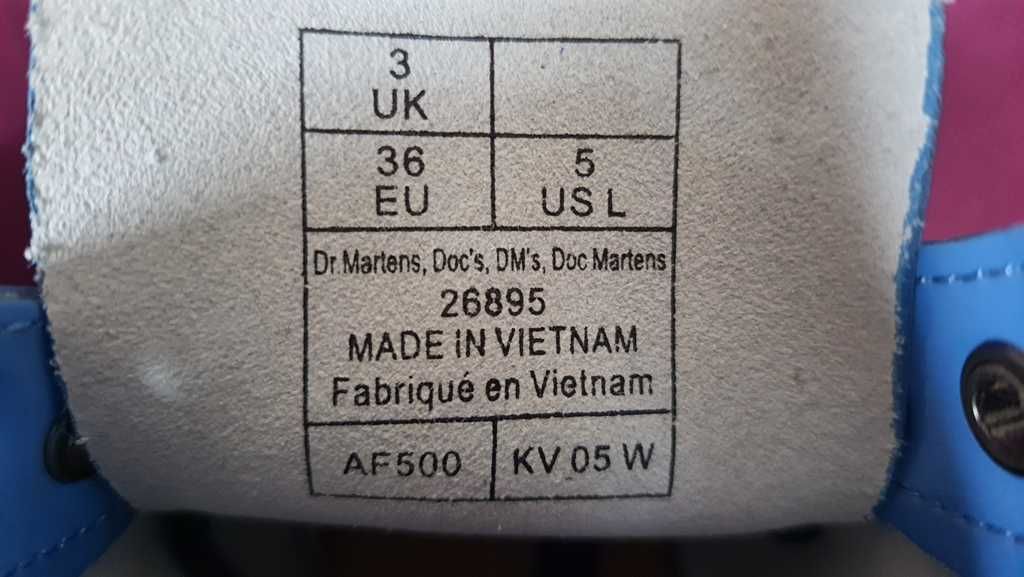 3
UK
36
EU
5
US L
Dr.Martens, Doc's, DM's, Doc Martens
26895
MADE IN VIETNAM
Fabriqué en Vietnam
AF500
KV 05 W